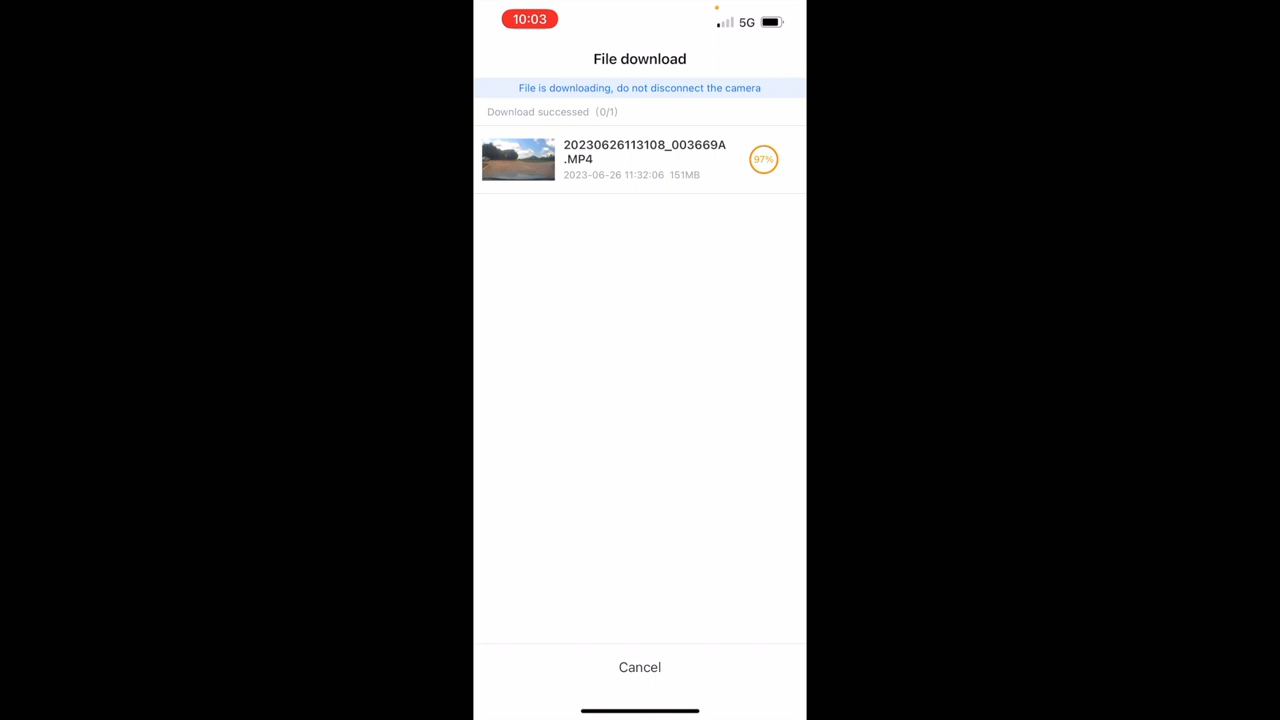 10:03
5G
File download
File is downloading, do not disconnect the camera
Download successed (0/1)
20230626113108_003669A
.MP4
97%
2023-06-26 11:32:06 151MB
Cancel